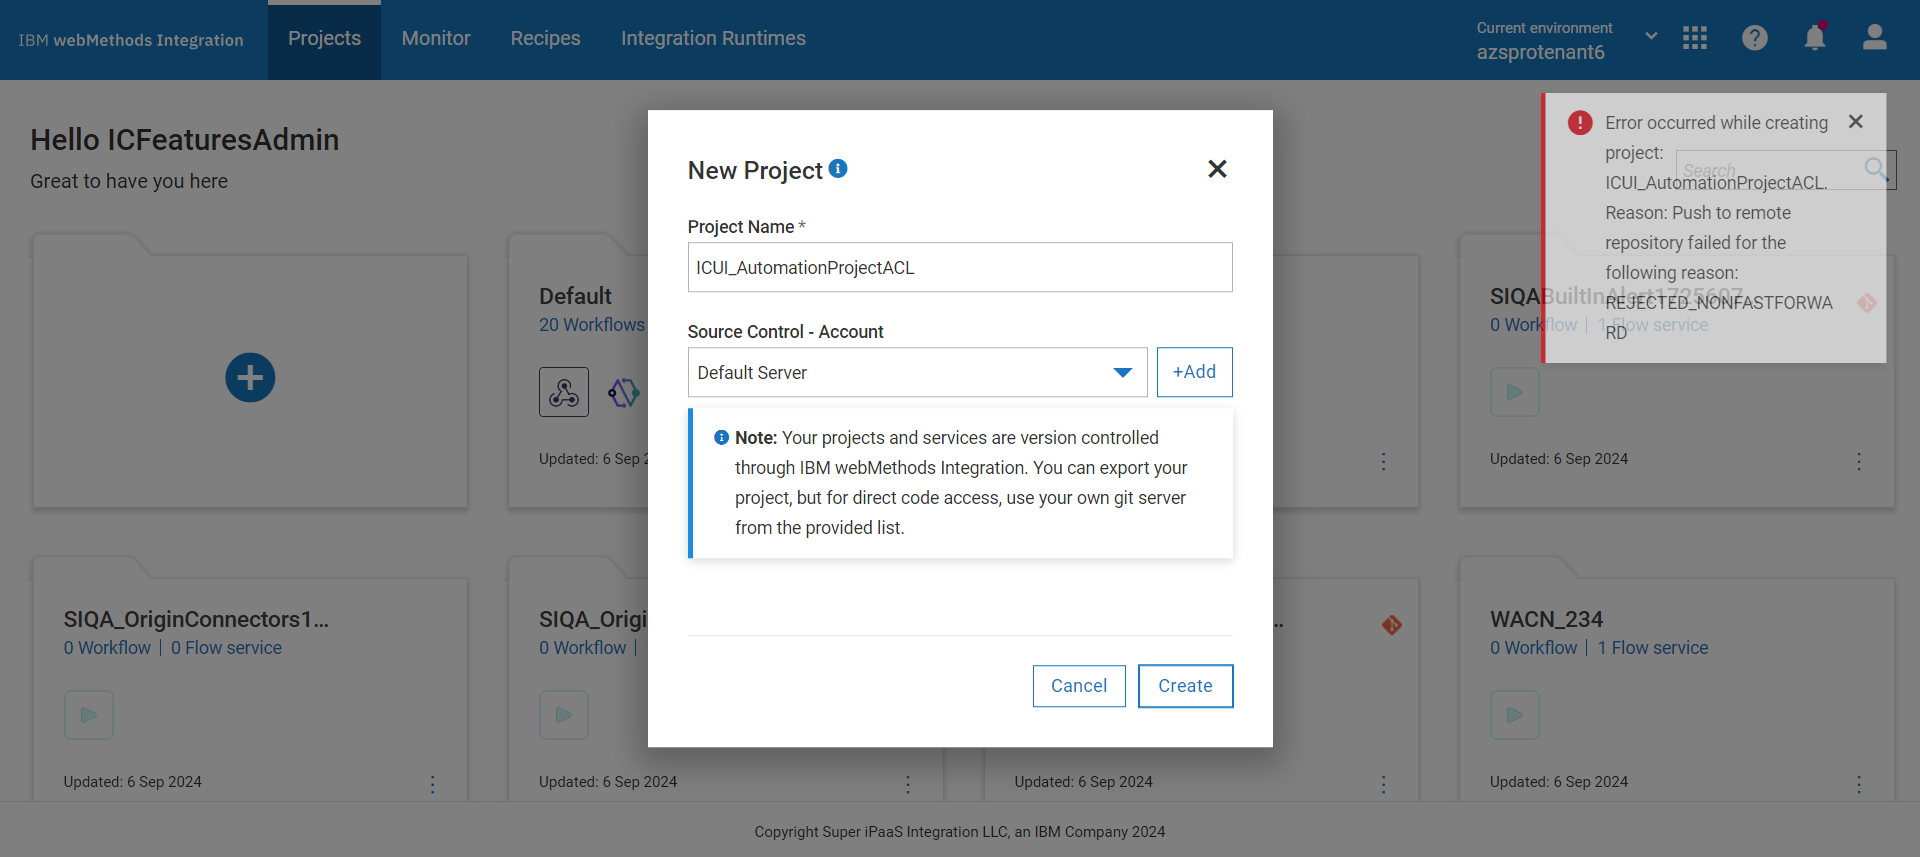 IBM webMethods Integration
Projects
Monitor
Recipes
Integration Runtimes
Current environment
azsprotenant6
Hello ICFeaturesAdmin
Great to have you here
Search
Error occurred while creating
project:
ICUI_AutomationProjectACL.
Reason: Push to remote
repository failed for the
following reason:
REJECTED_NONFASTFORWA
RD
New Project
Project Name *
ICUI_AutomationProjectACL
Source Control - Account
Default Server
+Add
Note: Your projects and services are version controlled
through IBM webMethods Integration. You can export your
project, but for direct code access, use your own git server
from the provided list.
Cancel
Create
Default
20 Workflows
Updated: 6 Sep 2
SIQABuiltInAlert1725607...
0 Workflow | 1 Flow service
Updated: 6 Sep 2024
SIQA_OriginConnectors1...
0 Workflow | 0 Flow service
Updated: 6 Sep 2024
SIQA_Origi
0 Workflow |
Updated: 6 Sep 2024
..
Updated: 6 Sep 2024
WACN_234
0 Workflow | 1 Flow service
Updated: 6 Sep 2024
Copyright Super iPaaS Integration LLC, an IBM Company 2024